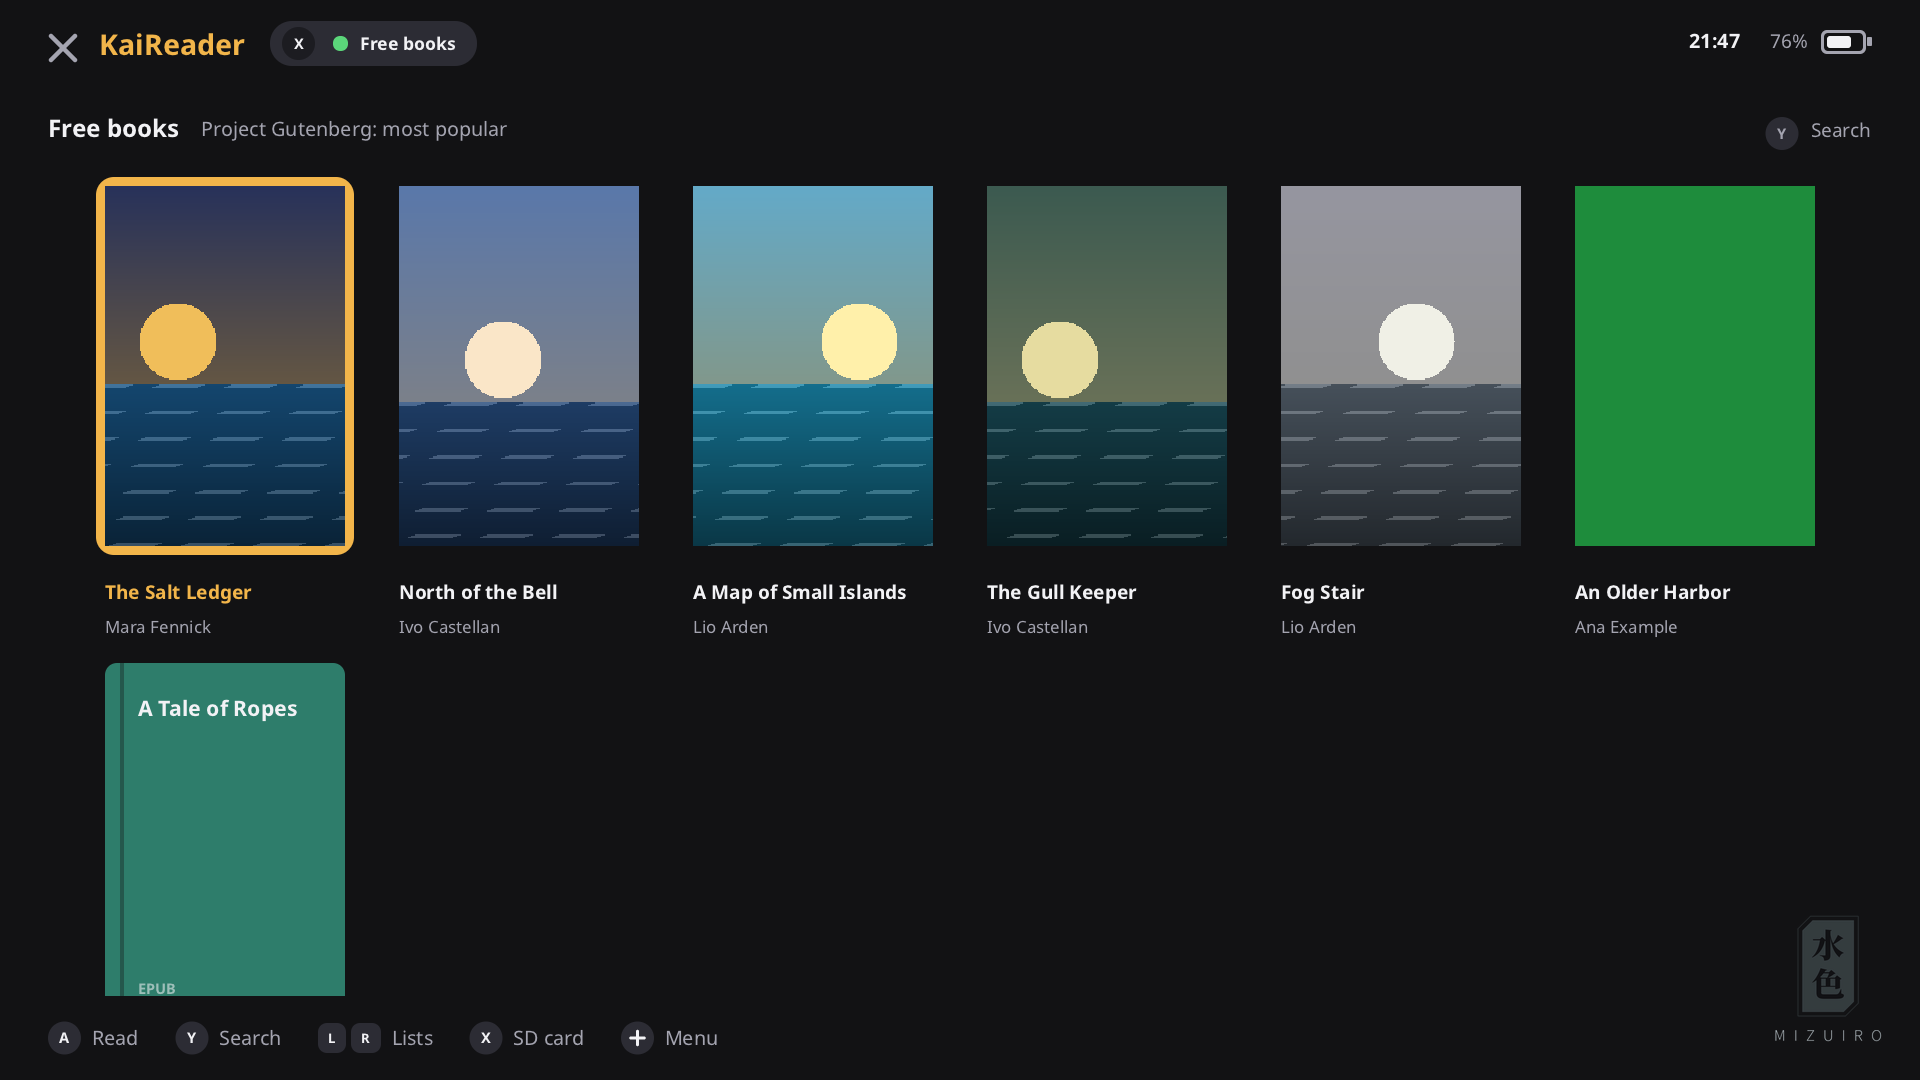 KaiReader
X Free books
21:47
76%
Free books
Project Gutenberg: most popular
Y Search
The Salt Ledger
Mara Fennick
North of the Bell
Ivo Castellan
A Map of Small Islands
Lio Arden
The Gull Keeper
Ivo Castellan
Fog Stair
Lio Arden
An Older Harbor
Ana Example
A Tale of Ropes
EPUB
水色
MIZUIRO
A Read
Y Search
L R Lists
X SD card
+ Menu